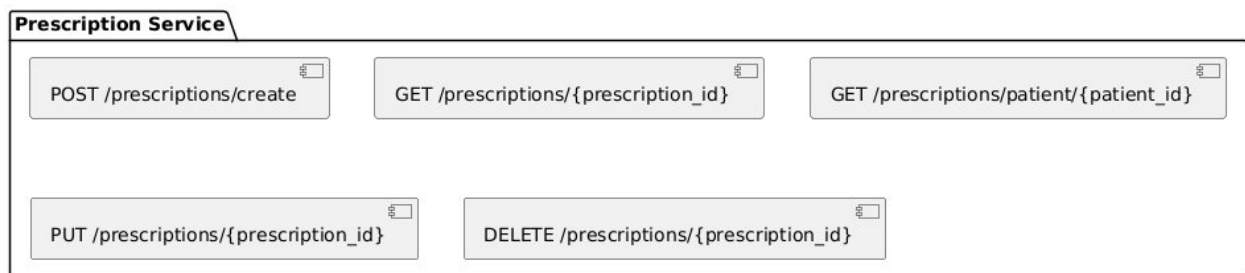 Prescription Service
POST /prescriptions/create
GET /prescriptions/{prescription_id}
GET /prescriptions/patient/{patient_id}
PUT /prescriptions/{prescription_id}
DELETE /prescriptions/{prescription_id}